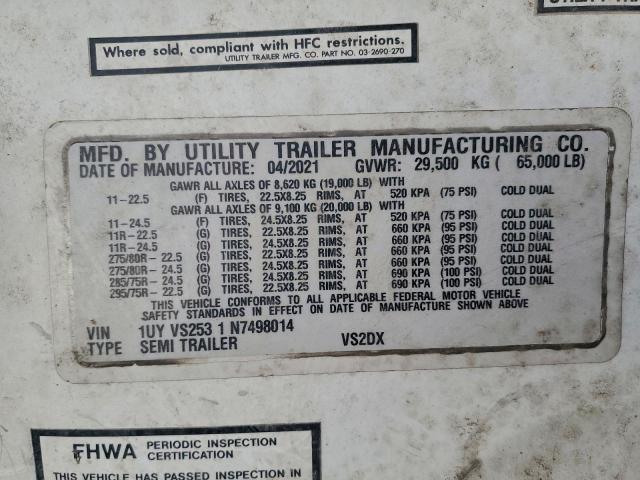 Where sold, compliant with HFC restrictions.
UTILITY TRAILER MFG. CO. PART NO. 03-2690-270
MFD. BY UTILITY TRAILER MANUFACTURING CO.
DATE OF MANUFACTURE: 04/2021 GVWR: 29,500 KG ( 65,000 LB)
GAWR ALL AXLES OF 8,620 KG (19,000 LB) WITH
11-22.5 (F) TIRES, 22.5X8.25 RIMS, AT 520 KPA (75 PSI) COLD DUAL
GAWR ALL AXLES OF 9,100 KG (20,000 LB) WITH
11-24.5 (F) TIRES, 24.5X8.25 RIMS, AT 520 KPA (75 PSI) COLD DUAL
11R-22.5 (G) TIRES, 22.5X8.25 RIMS, AT 660 KPA (95 PSI) COLD DUAL
11R-24.5 (G) TIRES, 24.5X8.25 RIMS, AT 660 KPA (95 PSI) COLD DUAL
275/80R-22.5 (G) TIRES, 22.5X8.25 RIMS, AT 660 KPA (95 PSI) COLD DUAL
275/80R-24.5 (G) TIRES, 24.5X8.25 RIMS, AT 660 KPA (95 PSI) COLD DUAL
285/75R-24.5 (G) TIRES, 24.5X8.25 RIMS, AT 690 KPA (100 PSI) COLD DUAL
295/75R-22.5 (G) TIRES, 22.5X8.25 RIMS, AT 690 KPA (100 PSI) COLD DUAL
THIS VEHICLE CONFORMS TO ALL APPLICABLE FEDERAL MOTOR VEHICLE
SAFETY STANDARDS IN EFFECT ON DATE OF MANUFACTURE SHOWN ABOVE
VIN 1UY VS253 1 N7498014
TYPE SEMI TRAILER VS2DX
FHWA PERIODIC INSPECTION
CERTIFICATION
THIS VEHICLE HAS PASSED INSPECTION IN